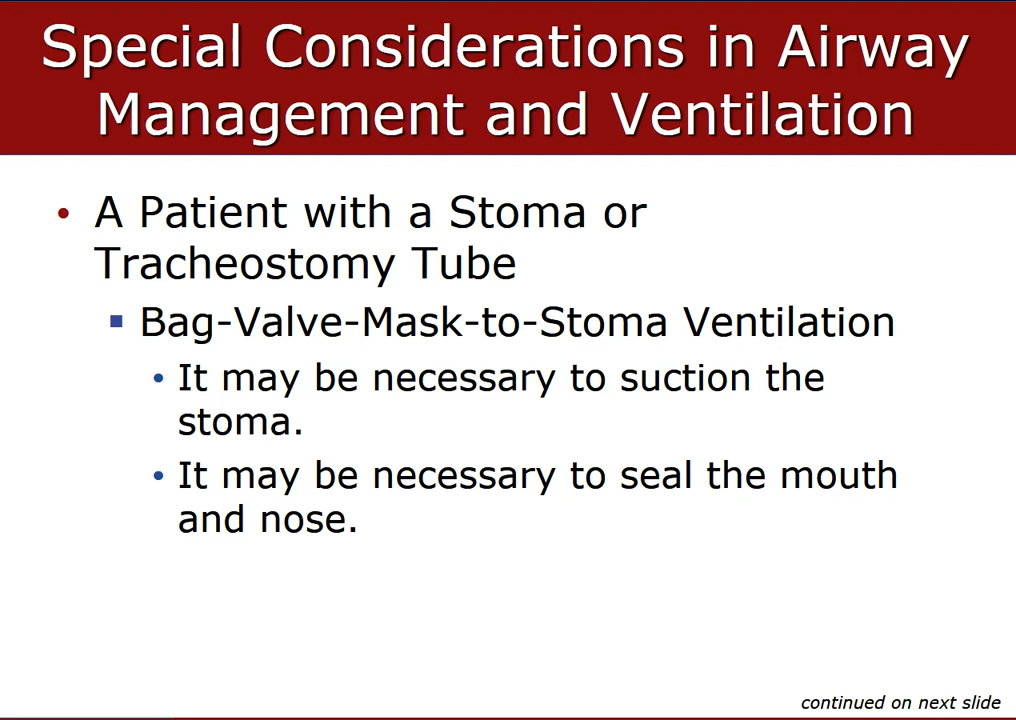 Special Considerations in Airway
Management and Ventilation
• A Patient with a Stoma or
Tracheostomy Tube
▪ Bag-Valve-Mask-to-Stoma Ventilation
• It may be necessary to suction the
stoma.
• It may be necessary to seal the mouth
and nose.
continued on next slide